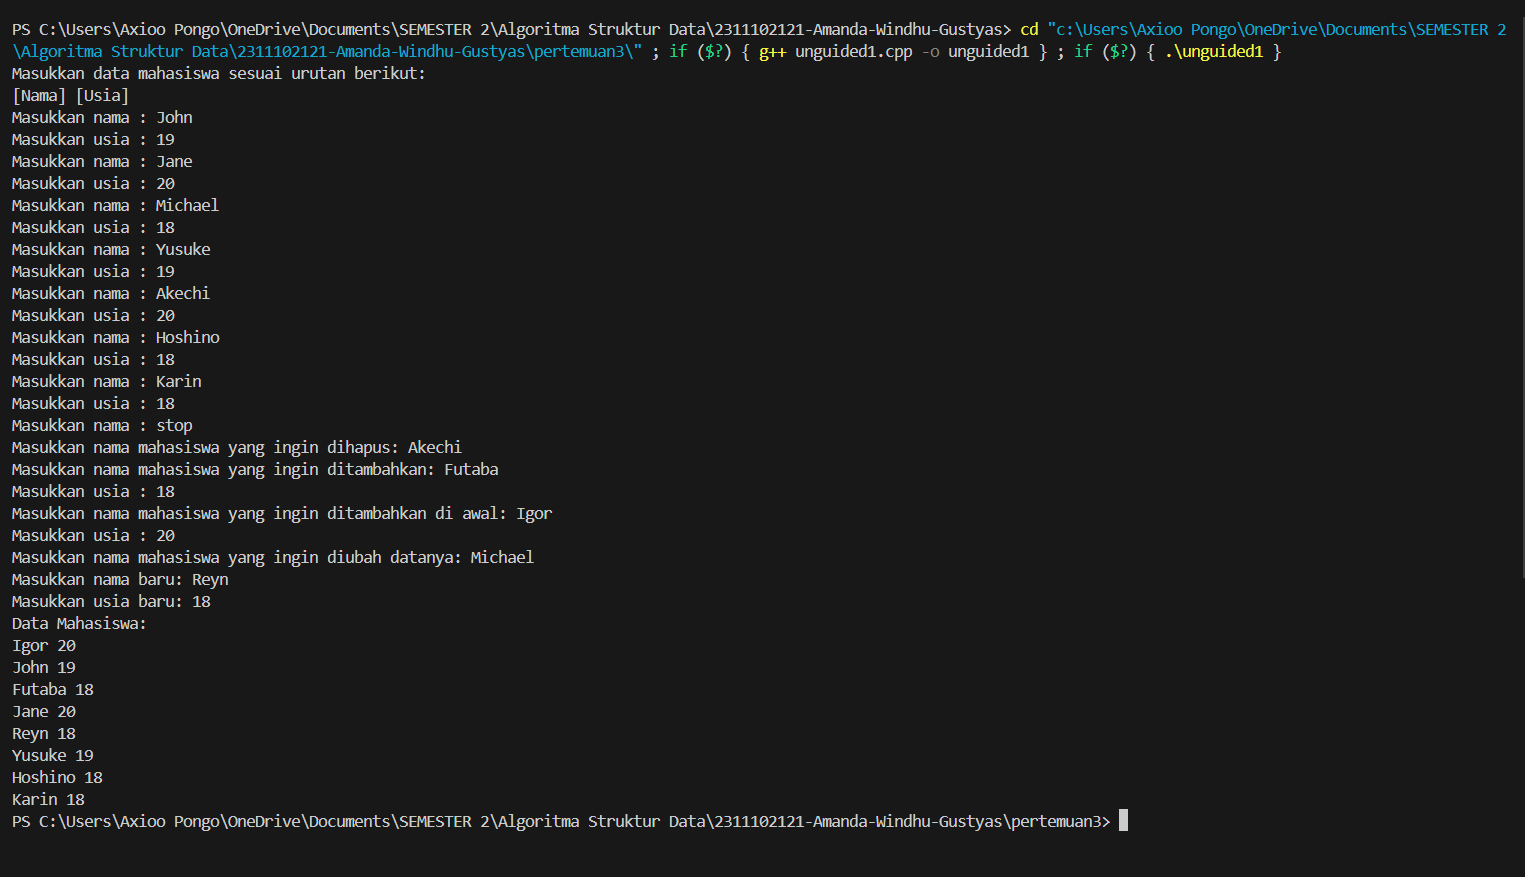 PS C:\Users\Axioo Pongo\OneDrive\Documents\SEMESTER 2\Algoritma Struktur Data\2311102121-Amanda-Windhu-Gustyas> cd "c:\Users\Axioo Pongo\OneDrive\Documents\SEMESTER 2
\Algoritma Struktur Data\2311102121-Amanda-Windhu-Gustyas\pertemuan3\" ; if ($?) { g++ unguided1.cpp -o unguided1 } ; if ($?) { .\unguided1 }
Masukkan data mahasiswa sesuai urutan berikut:
[Nama] [Usia]
Masukkan nama : John
Masukkan usia : 19
Masukkan nama : Jane
Masukkan usia : 20
Masukkan nama : Michael
Masukkan usia : 18
Masukkan nama : Yusuke
Masukkan usia : 19
Masukkan nama : Akechi
Masukkan usia : 20
Masukkan nama : Hoshino
Masukkan usia : 18
Masukkan nama : Karin
Masukkan usia : 18
Masukkan nama : stop
Masukkan nama mahasiswa yang ingin dihapus: Akechi
Masukkan nama mahasiswa yang ingin ditambahkan: Futaba
Masukkan usia : 18
Masukkan nama mahasiswa yang ingin ditambahkan di awal: Igor
Masukkan usia : 20
Masukkan nama mahasiswa yang ingin diubah datanya: Michael
Masukkan nama baru: Reyn
Masukkan usia baru: 18
Data Mahasiswa:
Igor 20
John 19
Futaba 18
Jane 20
Reyn 18
Yusuke 19
Hoshino 18
Karin 18
PS C:\Users\Axioo Pongo\OneDrive\Documents\SEMESTER 2\Algoritma Struktur Data\2311102121-Amanda-Windhu-Gustyas\pertemuan3>